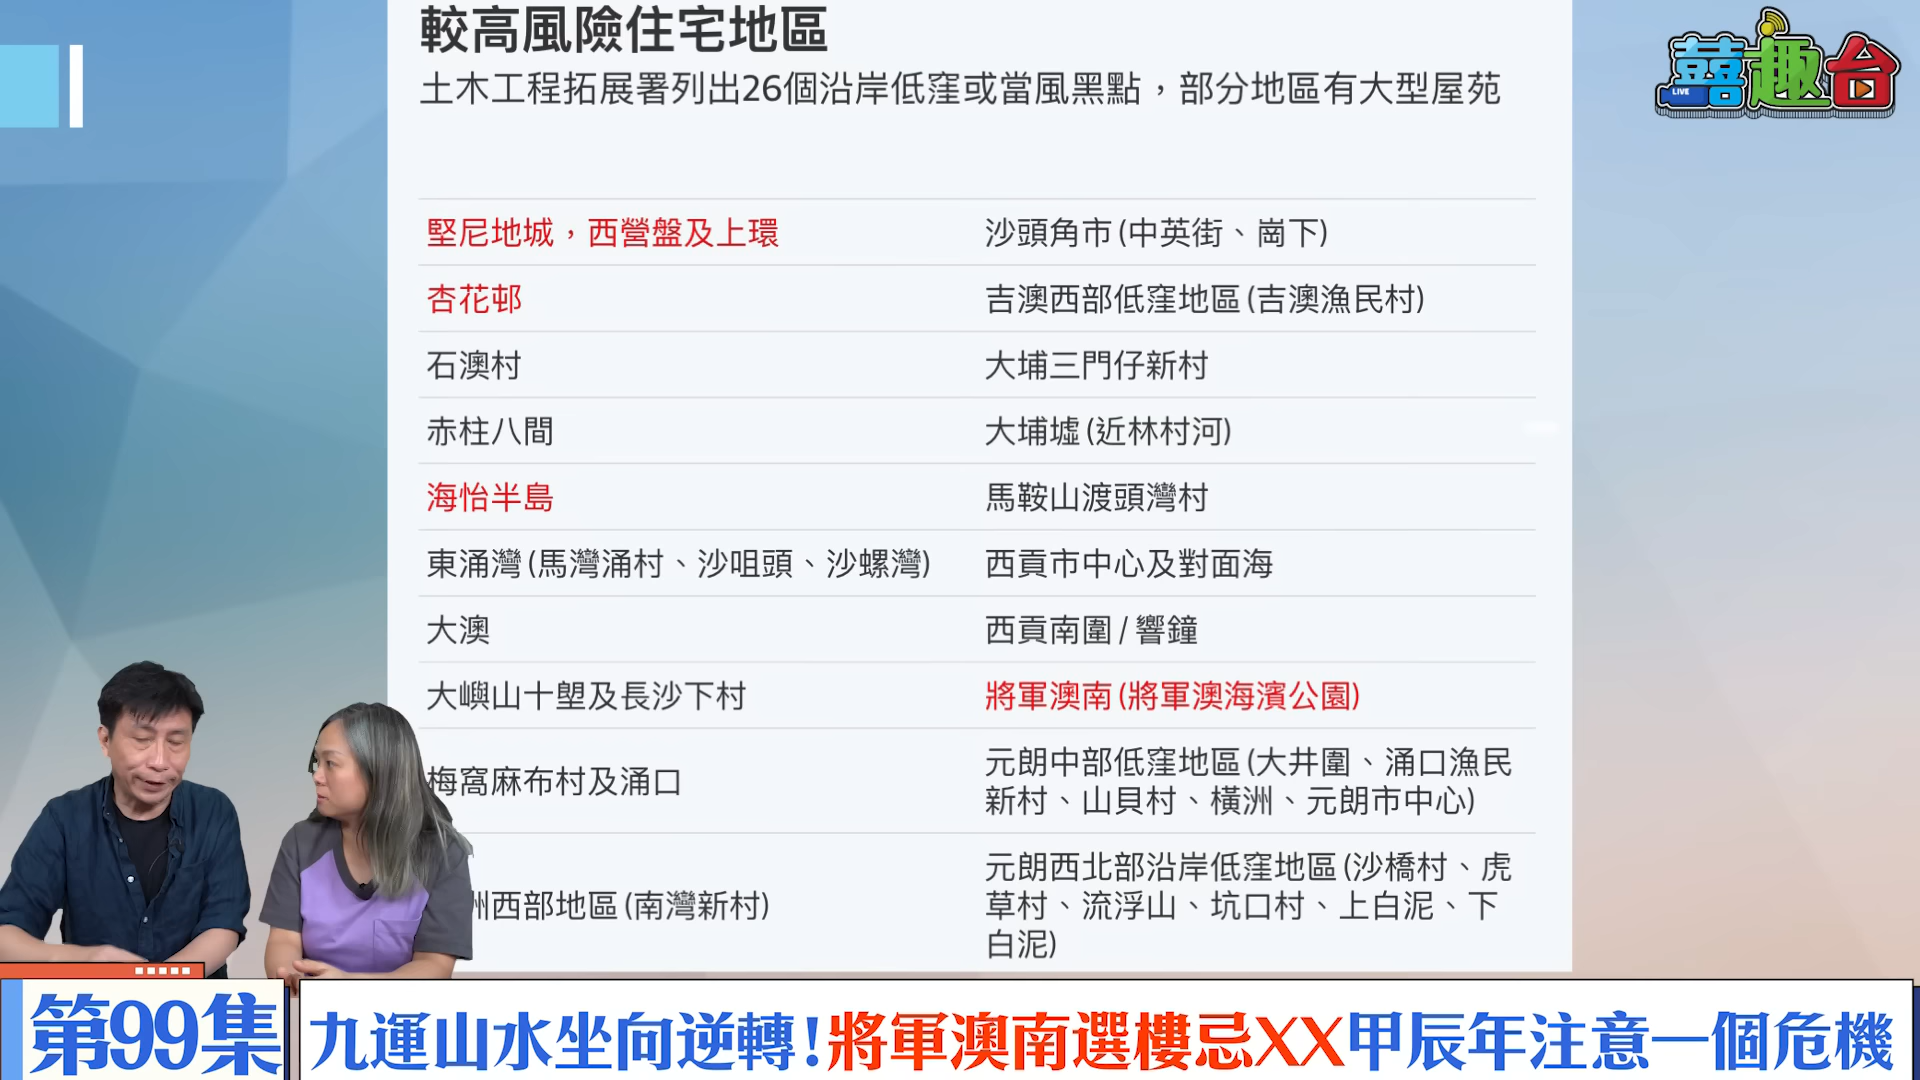 較高風險住宅地區
土木工程拓展署列出26個沿岸低窪或當風黑點，部分地區有大型屋苑
囍趣台
LIVE
堅尼地城，西營盤及上環
沙頭角市(中英街、崗下)
杏花邨
吉澳西部低窪地區(吉澳漁民村)
石澳村
大埔三門仔新村
赤柱八間
大埔墟(近林村河)
海怡半島
馬鞍山渡頭灣村
東涌灣(馬灣涌村、沙咀頭、沙螺灣)
西貢市中心及對面海
大澳
西貢南圍/響鐘
大嶼山十塱及長沙下村
將軍澳南(將軍澳海濱公園)
梅窩麻布村及涌口
元朗中部低窪地區(大井圍、涌口漁民
新村、山貝村、橫洲、元朗市中心)
洲西部地區(南灣新村)
元朗西北部沿岸低窪地區(沙橋村、虎
草村、流浮山、坑口村、上白泥、下
白泥)
第99集
九運山水坐向逆轉!將軍澳南選樓忌XX甲辰年注意一個危機